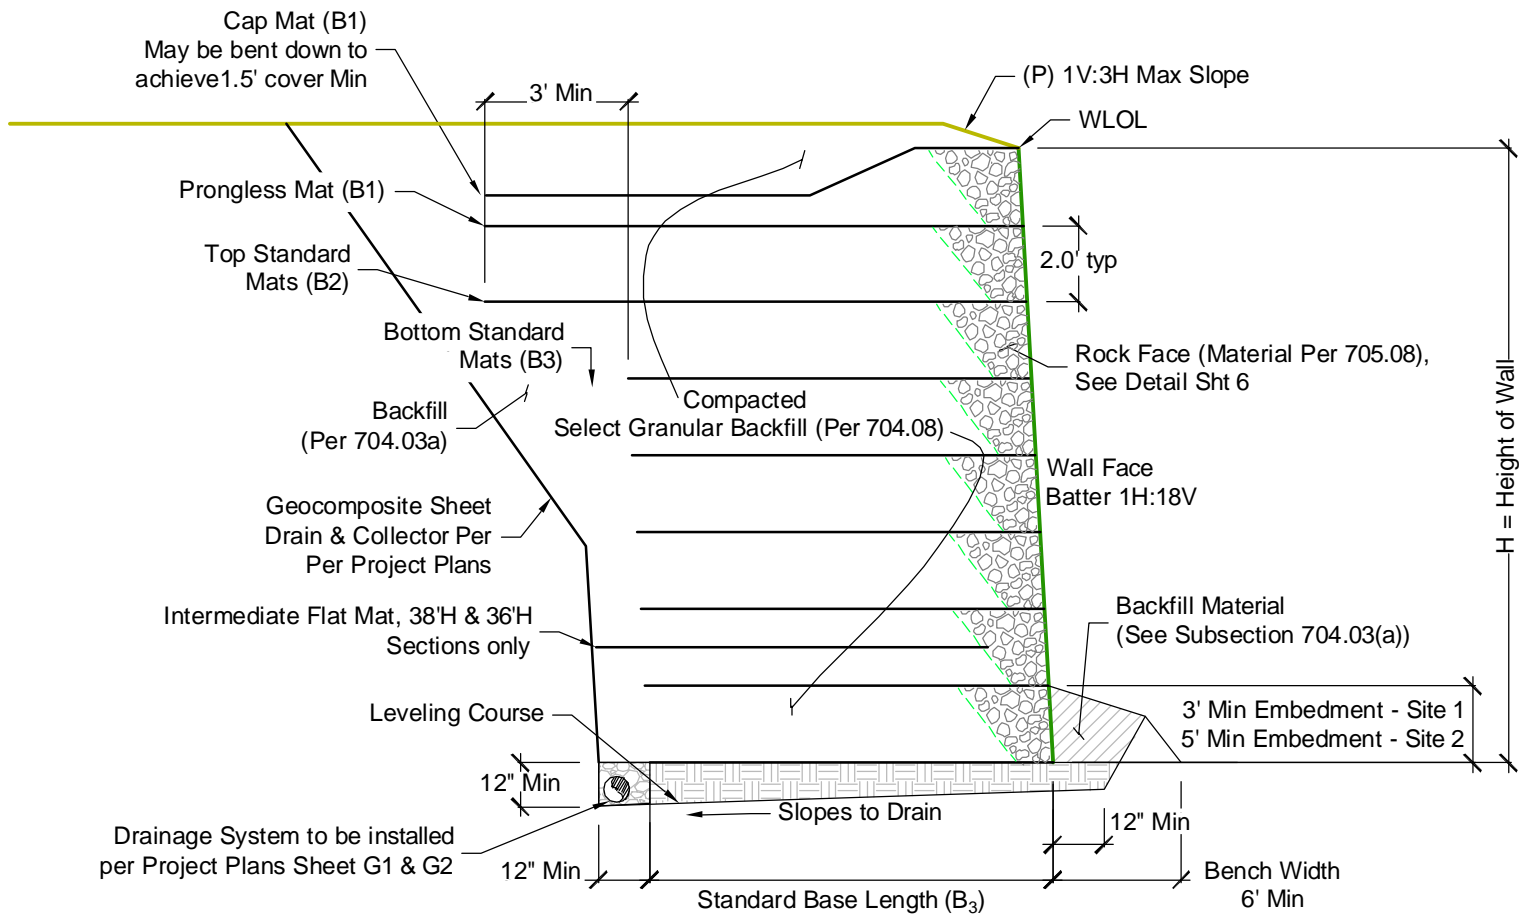 Cap Mat (B1)
May be bent down to
achieve1.5' cover Min
3' Min
(P) 1V:3H Max Slope
WLOL
Prongless Mat (B1)
Top Standard
Mats (B2)
2.0' typ
Bottom Standard
Mats (B3)
Rock Face (Material Per 705.08),
See Detail Sht 6
Backfill
(Per 704.03a)
Compacted
Select Granular Backfill (Per 704.08)
Wall Face
Batter 1H:18V
H = Height of Wall
Geocomposite Sheet
Drain & Collector Per
Per Project Plans
Intermediate Flat Mat, 38'H & 36'H
Sections only
Backfill Material
(See Subsection 704.03(a))
Leveling Course
3' Min Embedment - Site 1
5' Min Embedment - Site 2
12" Min
Slopes to Drain
12" Min
Drainage System to be installed
per Project Plans Sheet G1 & G2
12" Min
Standard Base Length (B₃)
Bench Width
6' Min